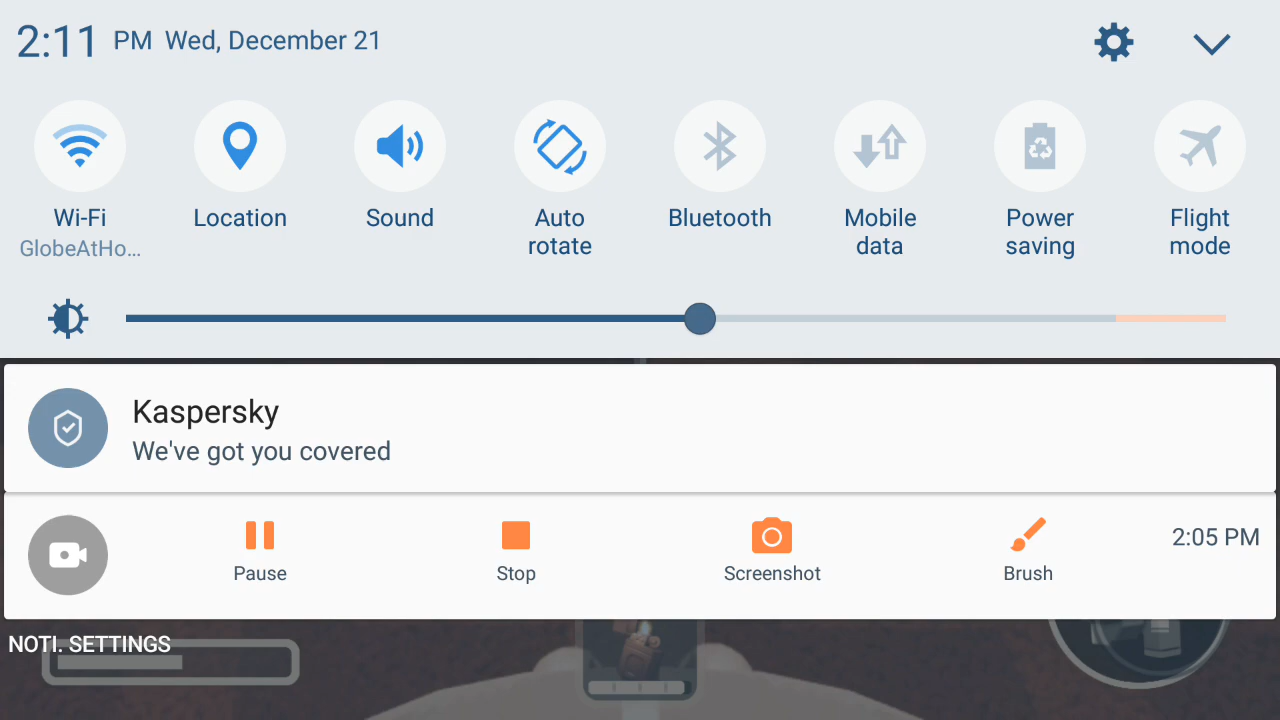 2:11 PM Wed, December 21
Wi-Fi
GlobeAtHo...
Location
Sound
Auto
rotate
Bluetooth
Mobile
data
Power
saving
Flight
mode
Kaspersky
We've got you covered
Pause
Stop
Screenshot
Brush
2:05 PM
NOTI. SETTINGS